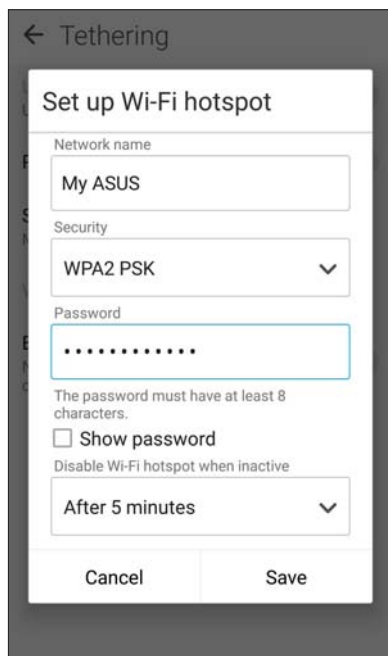 Tethering
Set up Wi-Fi hotspot
Network name
My ASUS
Security
WPA2 PSK
Password
••••••••••••
The password must have at least 8
characters.
Show password
Disable Wi-Fi hotspot when inactive
After 5 minutes
Cancel
Save